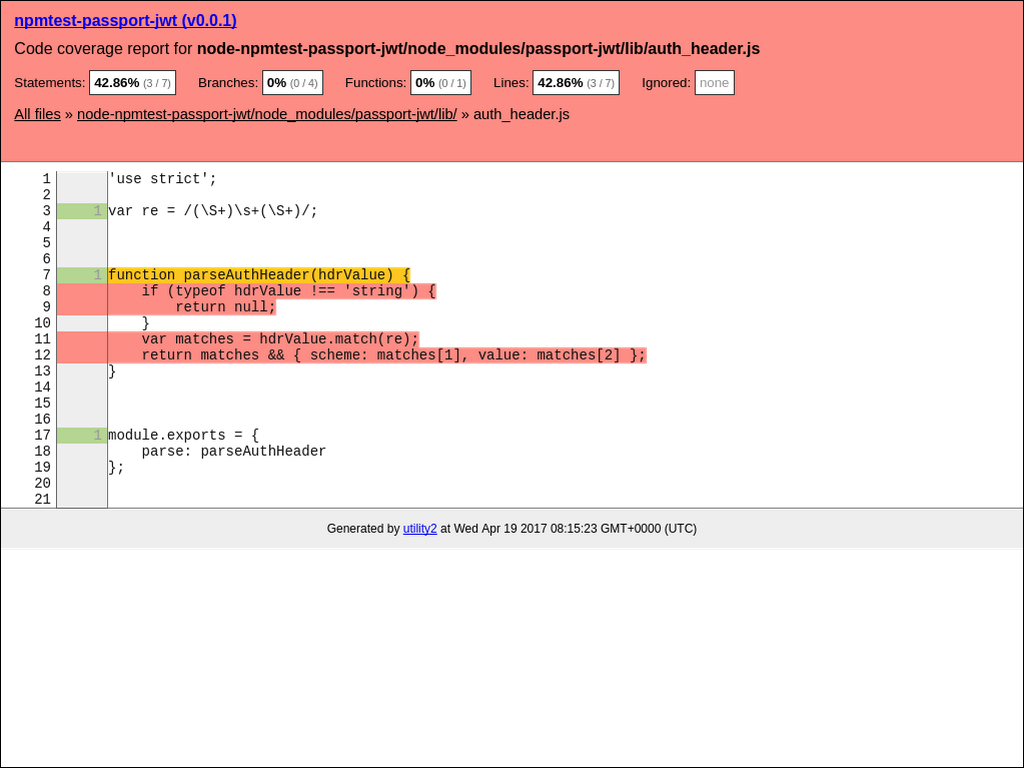 npmtest-passport-jwt (v0.0.1)
Code coverage report for node-npmtest-passport-jwt/node_modules/passport-jwt/lib/auth_header.js
Statements: 42.86% (3 / 7) Branches: 0% (0 / 4) Functions: 0% (0 / 1) Lines: 42.86% (3 / 7) Ignored: none
All files » node-npmtest-passport-jwt/node_modules/passport-jwt/lib/ » auth_header.js
1 'use strict';
2
3 1 var re = /(\S+)\s+(\S+)/;
4
5
6
7 1 function parseAuthHeader(hdrValue) {
8     if (typeof hdrValue !== 'string') {
9         return null;
10     }
11     var matches = hdrValue.match(re);
12     return matches && { scheme: matches[1], value: matches[2] };
13 }
14
15
16
17 1 module.exports = {
18     parse: parseAuthHeader
19 };
20
21
Generated by utility2 at Wed Apr 19 2017 08:15:23 GMT+0000 (UTC)